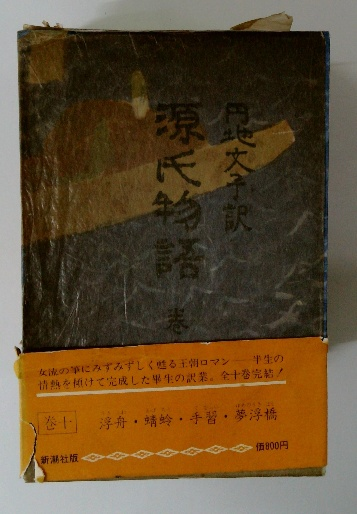 円地文子訳
源氏物語 巻
女流の筆にみずみずしく甦る王朝ロマン——半生の
情熱を傾けて完成した畢生の訳業。全十巻完結！
巻十
浮舟・蜻蛉・手習・夢浮橋
新潮社版
価800円